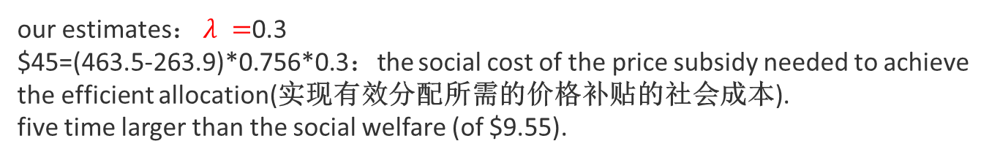 our estimates： λ =0.3
$45=(463.5-263.9)*0.756*0.3：the social cost of the price subsidy needed to achieve
the efficient allocation(实现有效分配所需的价格补贴的社会成本).
five time larger than the social welfare (of $9.55).